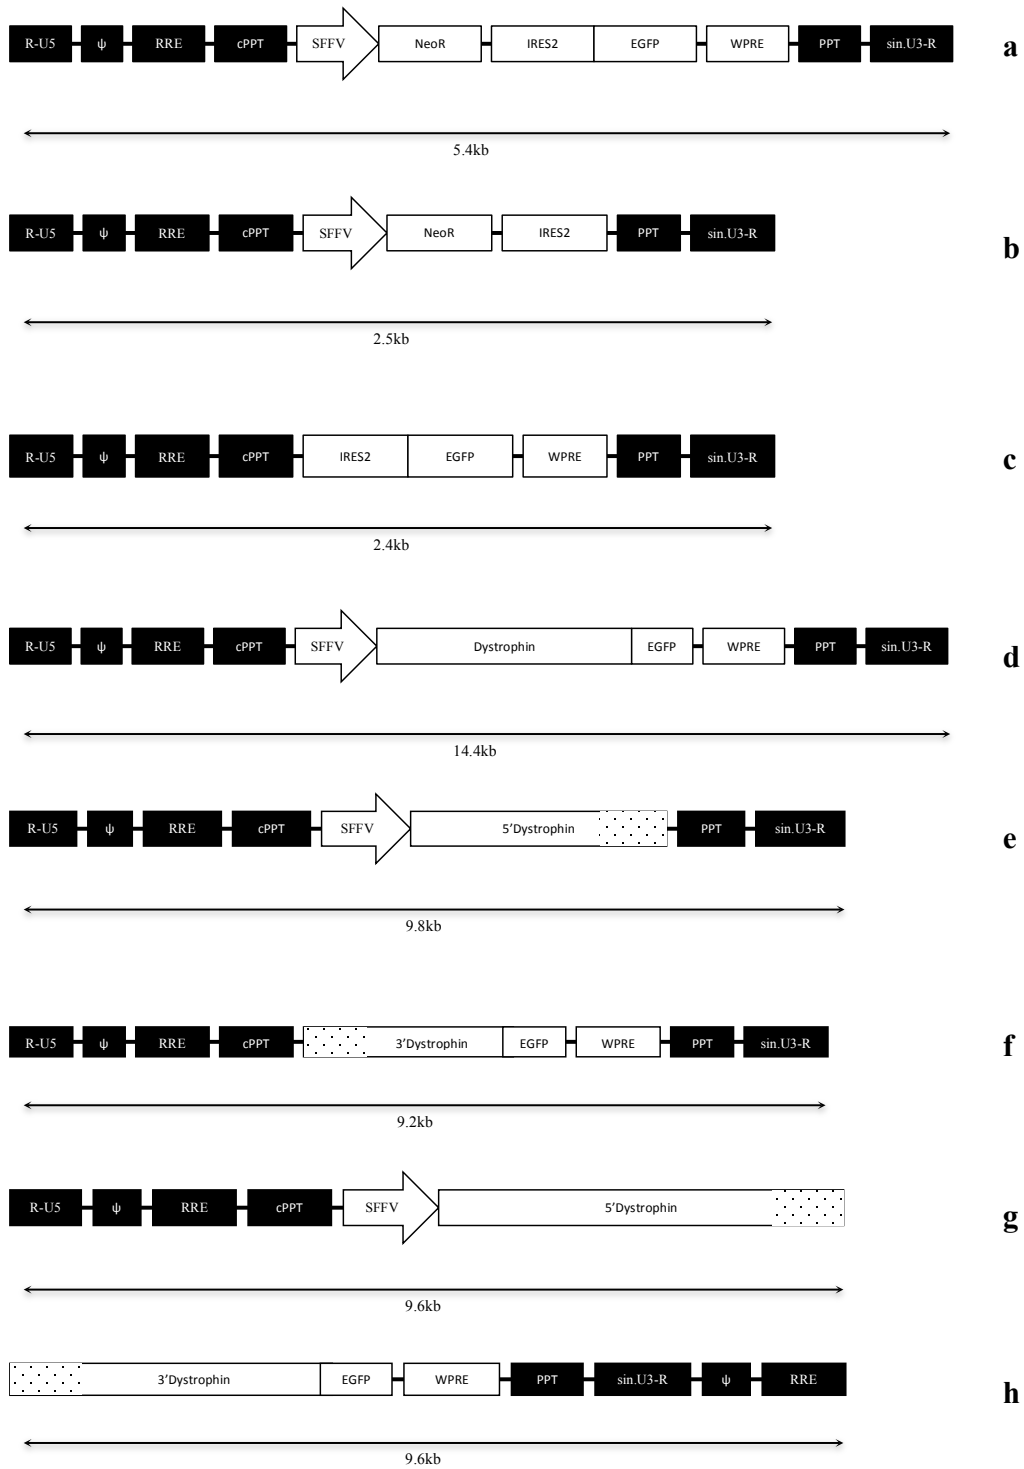 R-U5 ψ RRE cPPT SFFV NeoR IRES2 EGFP WPRE PPT sin.U3-R a
5.4kb
R-U5 ψ RRE cPPT SFFV NeoR IRES2 PPT sin.U3-R b
2.5kb
R-U5 ψ RRE cPPT IRES2 EGFP WPRE PPT sin.U3-R c
2.4kb
R-U5 ψ RRE cPPT SFFV Dystrophin EGFP WPRE PPT sin.U3-R d
14.4kb
R-U5 ψ RRE cPPT SFFV 5'Dystrophin PPT sin.U3-R e
9.8kb
R-U5 ψ RRE cPPT 3'Dystrophin EGFP WPRE PPT sin.U3-R f
9.2kb
R-U5 ψ RRE cPPT SFFV 5'Dystrophin g
9.6kb
3'Dystrophin EGFP WPRE PPT sin.U3-R ψ RRE h
9.6kb